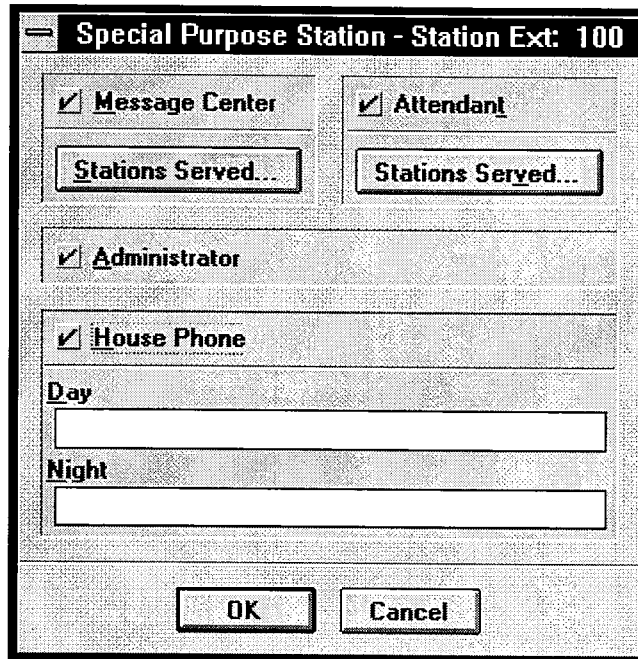 Special Purpose Station - Station Ext: 100
Message Center
Attendant
Stations Served...
Stations Served...
Administrator
House Phone
Day
Night
OK
Cancel